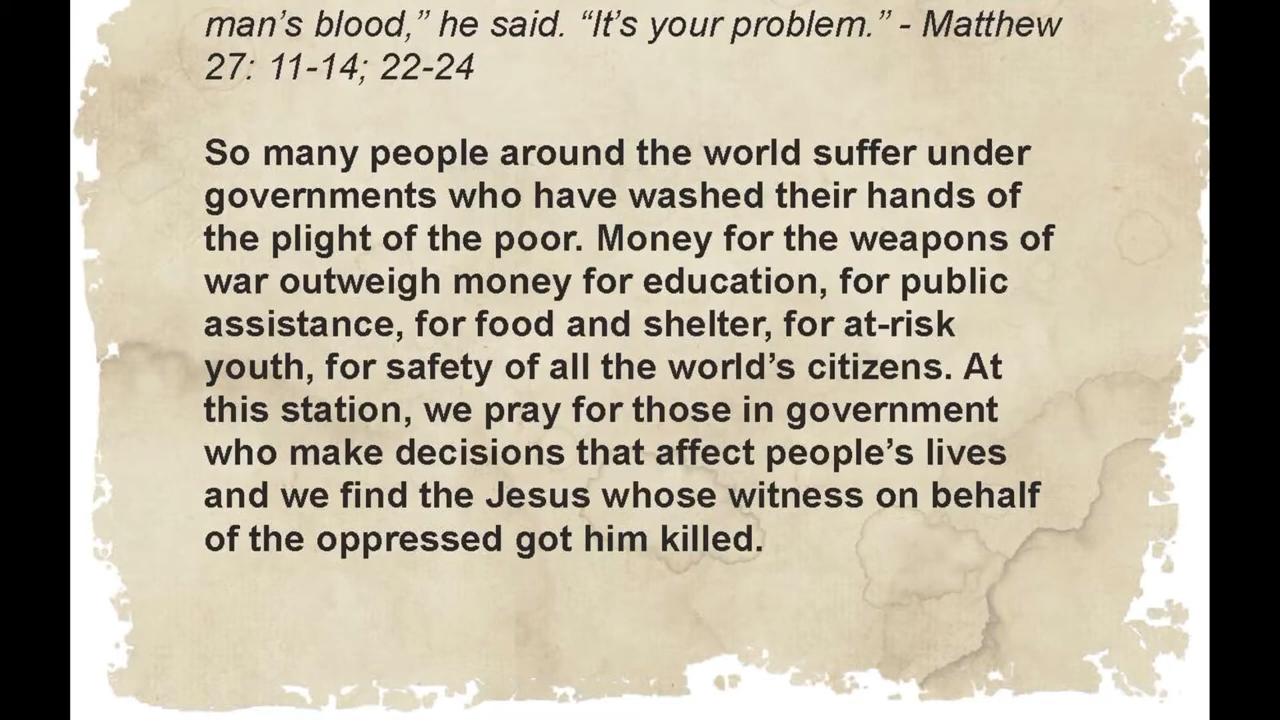 man’s blood,” he said. “It’s your problem.” - Matthew
27: 11-14; 22-24
So many people around the world suffer under
governments who have washed their hands of
the plight of the poor. Money for the weapons of
war outweigh money for education, for public
assistance, for food and shelter, for at-risk
youth, for safety of all the world’s citizens. At
this station, we pray for those in government
who make decisions that affect people’s lives
and we find the Jesus whose witness on behalf
of the oppressed got him killed.